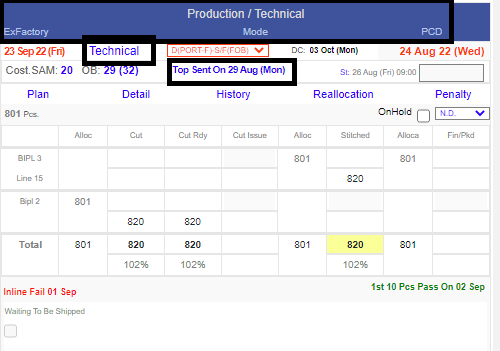 Production / Technical
ExFactory Mode PCD
23 Sep 22 (Fri) Technical D(PORT-F)-S/F(FOB) DC: 03 Oct (Mon) 24 Aug 22 (Wed)
Cost.SAM: 20 OB: 29 (32) Top Sent On 29 Aug (Mon) St: 26 Aug (Fri) 09:00
Plan Detail History Reallocation Penalty
801 Pcs. OnHold N.D.
Alloc Cut Cut Rdy Cut Issue Alloc Stitched Alloca Fin/Pkd
BIPL 3 801 801
Line 15 820
Bipl 2 801
820 820
Total 801 820 820 801 820 801
102% 102% 102%
Inline Fail 01 Sep 1st 10 Pcs Pass On 02 Sep
Waiting To Be Shipped